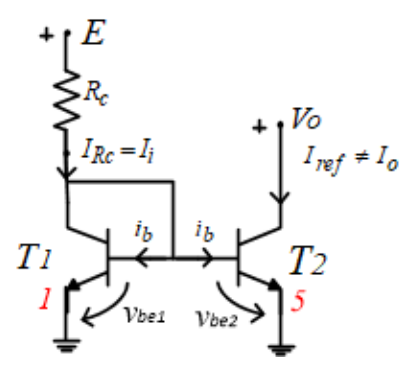 + E
Rc
IRc = Ii
+ Vo
Iref ≠ Io
ib ib
T1 T2
1 5
vbe1 vbe2